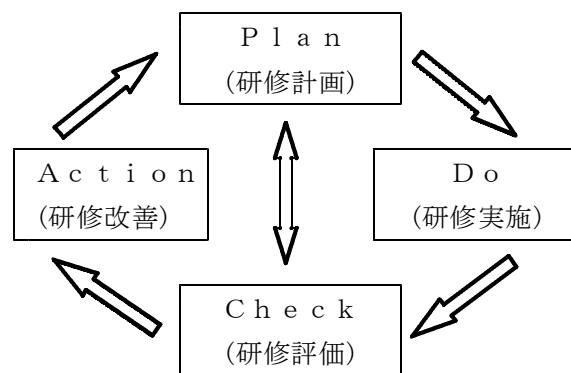 Ｐｌａｎ
(研修計画)
Ａｃｔｉｏｎ
(研修改善)
Ｄｏ
(研修実施)
Ｃｈｅｃｋ
(研修評価)